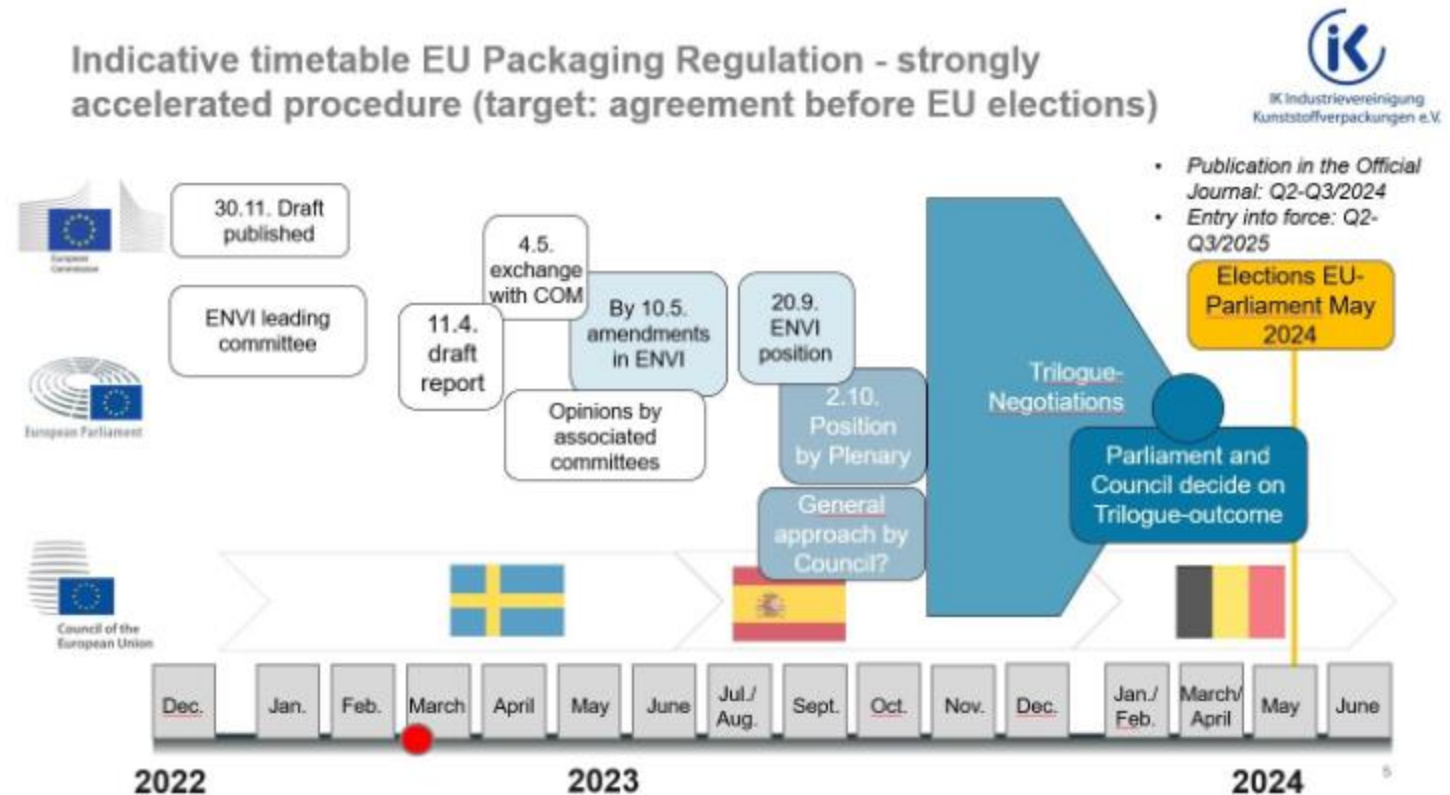 Indicative timetable EU Packaging Regulation - strongly
accelerated procedure (target: agreement before EU elections)
iK
IK Industrievereinigung
Kunststoffverpackungen e.V.
• Publication in the Official
Journal: Q2-Q3/2024
• Entry into force: Q2-
Q3/2025
European
Commission
30.11. Draft
published
4.5.
exchange
with COM
Elections EU-
Parliament May
2024
European Parliament
ENVI leading
committee
11.4.
draft
report
By 10.5.
amendments
in ENVI
20.9.
ENVI
position
Opinions by
associated
committees
2.10.
Position
by Plenary
Trilogue-
Negotiations
General
approach by
Council?
Parliament and
Council decide on
Trilogue-outcome
Council of the
European Union
Dec.
Jan.
Feb.
March
April
May
June
Jul./
Aug.
Sept.
Oct.
Nov.
Dec.
Jan./
Feb.
March/
April
May
June
2022
2023
2024
5